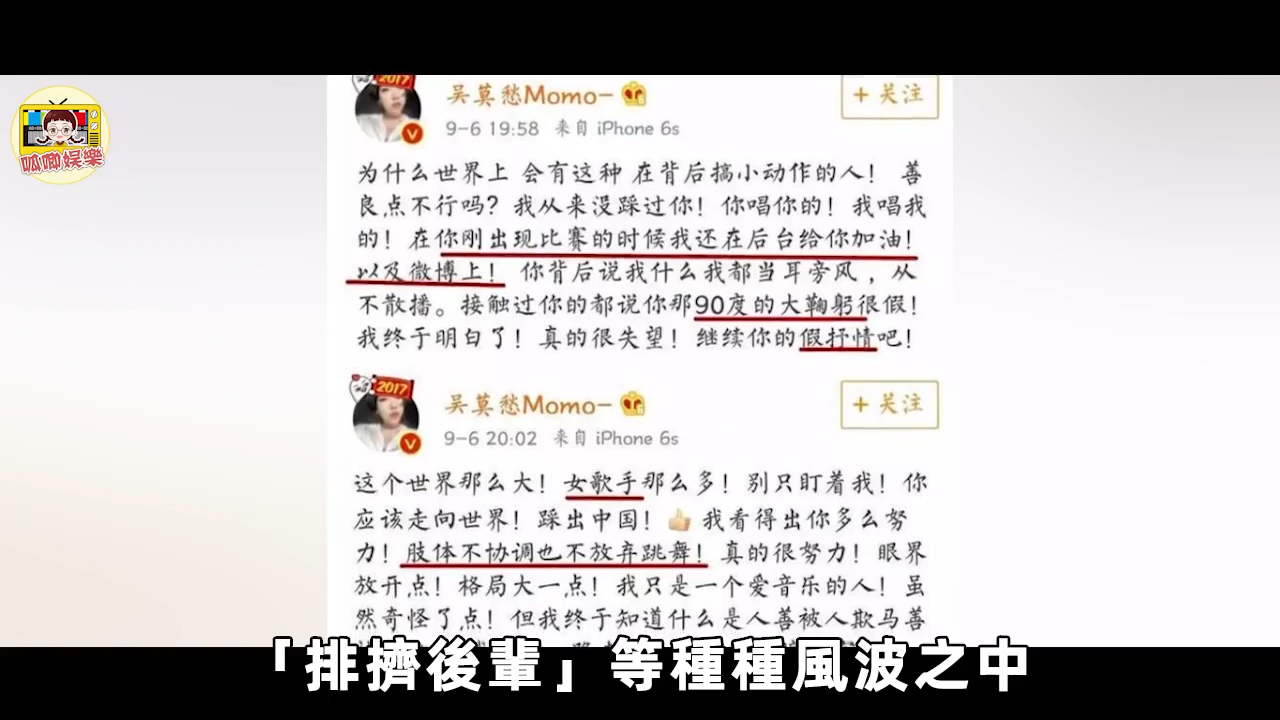 2017
吴莫愁Momo-
+ 关注
9-6 19:58 来自 iPhone 6s
呱唧娱樂
为什么世界上 会有这种 在背后搞小动作的人! 善
良点不行吗? 我从来没踩过你! 你唱你的! 我唱我
的! 在你刚出现比赛的时候我还在后台给你加油!
以及微博上! 你背后说我什么我都当耳旁风, 从
不散播。接触过你的都说你那90度的大鞠躬很假!
我终于明白了! 真的很失望! 继续你的假抒情吧!
2017
吴莫愁Momo-
+ 关注
9-6 20:02 来自 iPhone 6s
这个世界那么大! 女歌手那么多! 别只盯着我! 你
应该走向世界! 踩出中国! 👍 我看得出你多么努
力! 肢体不协调也不放弃跳舞! 真的很努力! 眼界
放开点! 格局大一点! 我只是一个爱音乐的人! 虽
然奇怪了点! 但我终于知道什么是人善被人欺马善
「排擠後輩」等種種風波之中